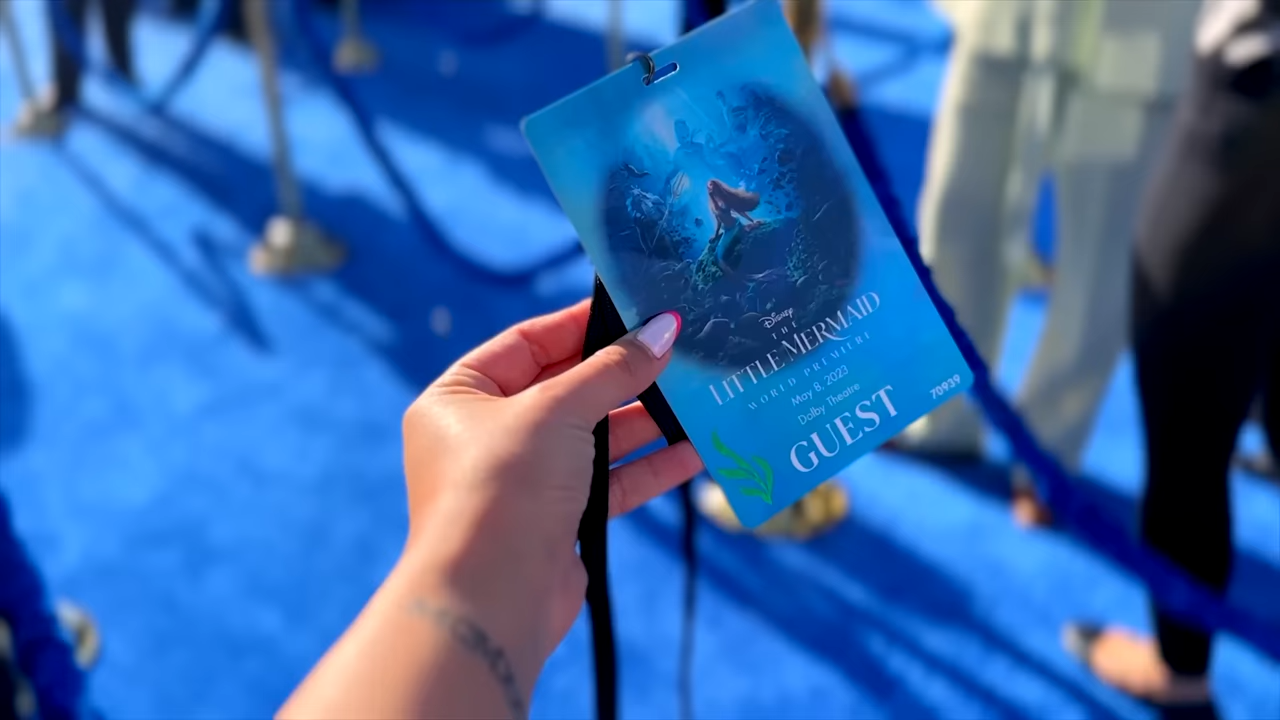 Disney
THE
LITTLE MERMAID
WORLD PREMIERE
May 8, 2023
Dolby Theatre
GUEST
70939